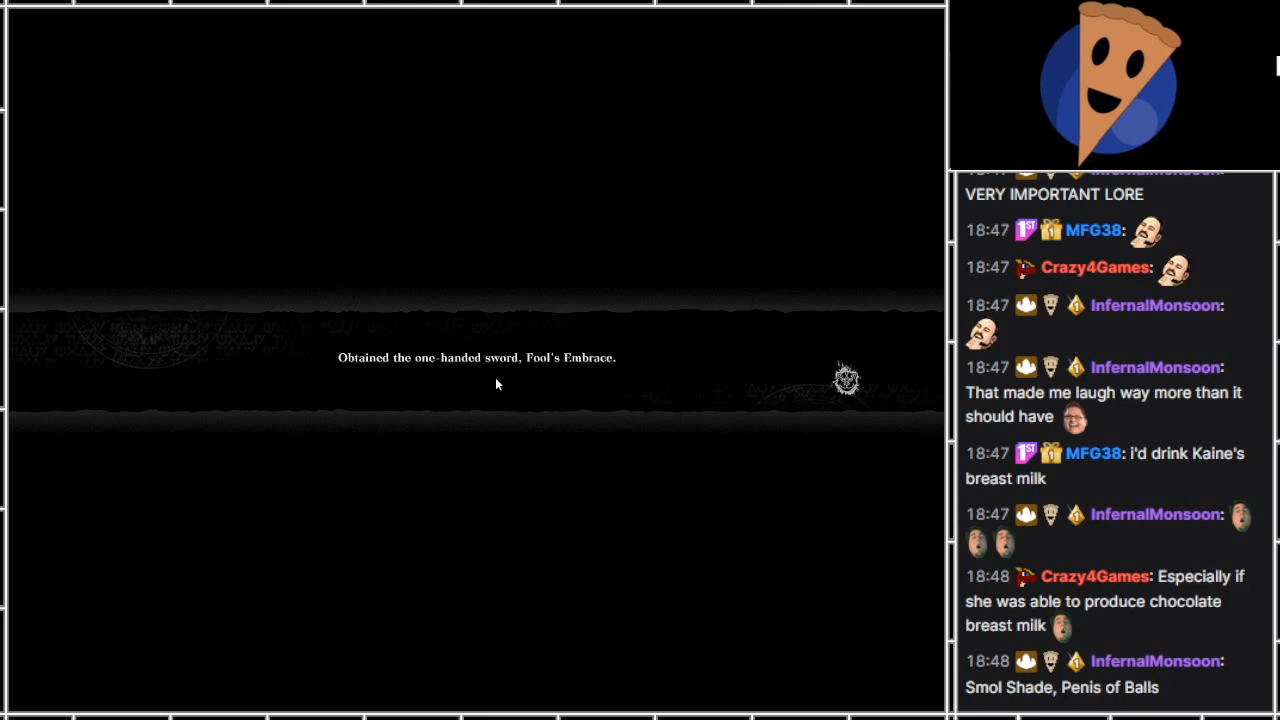 Obtained the one-handed sword, Fool's Embrace.
VERY IMPORTANT LORE
18:47 MFG38:
18:47 Crazy4Games:
18:47 InfernalMonsoon:
18:47 InfernalMonsoon:
That made me laugh way more than it
should have
18:47 MFG38: i'd drink Kaine's
breast milk
18:47 InfernalMonsoon:
18:48 Crazy4Games: Especially if
she was able to produce chocolate
breast milk
18:48 InfernalMonsoon:
Smol Shade, Penis of Balls